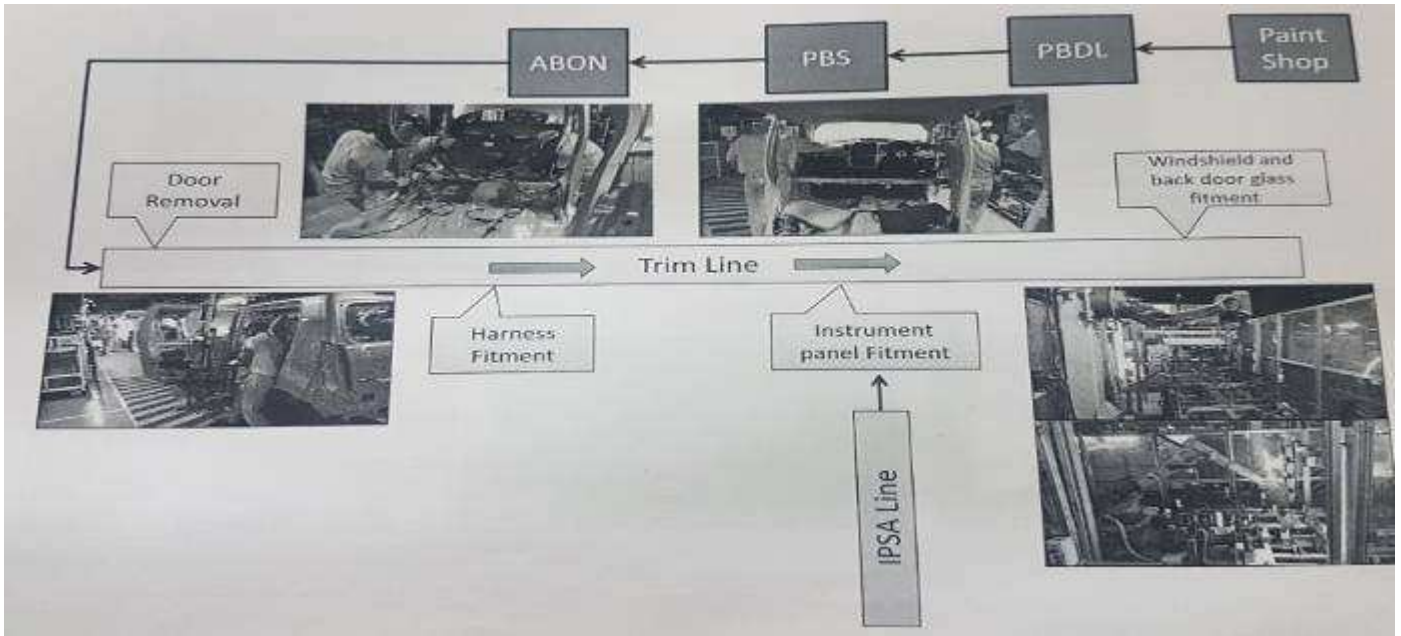 ABON
PBS
PBDL
Paint
Shop
Door
Removal
Windshield and
back door glass
fitment
Trim Line
Harness
Fitment
Instrument
panel Fitment
IPSA Line